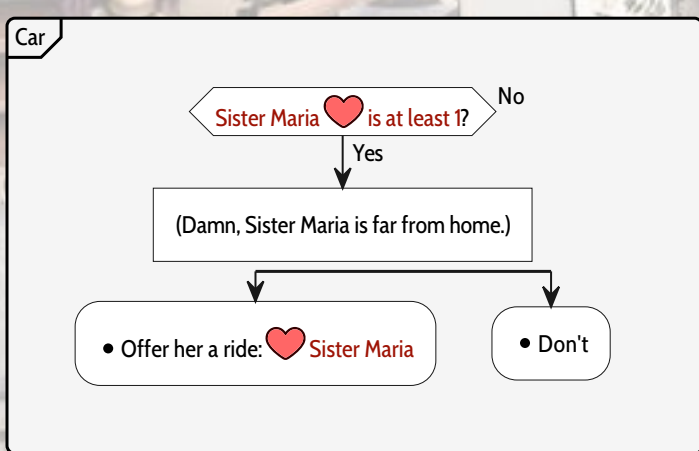 Car
Sister Maria is at least 1?
No
Yes
(Damn, Sister Maria is far from home.)
• Offer her a ride: Sister Maria
• Don't